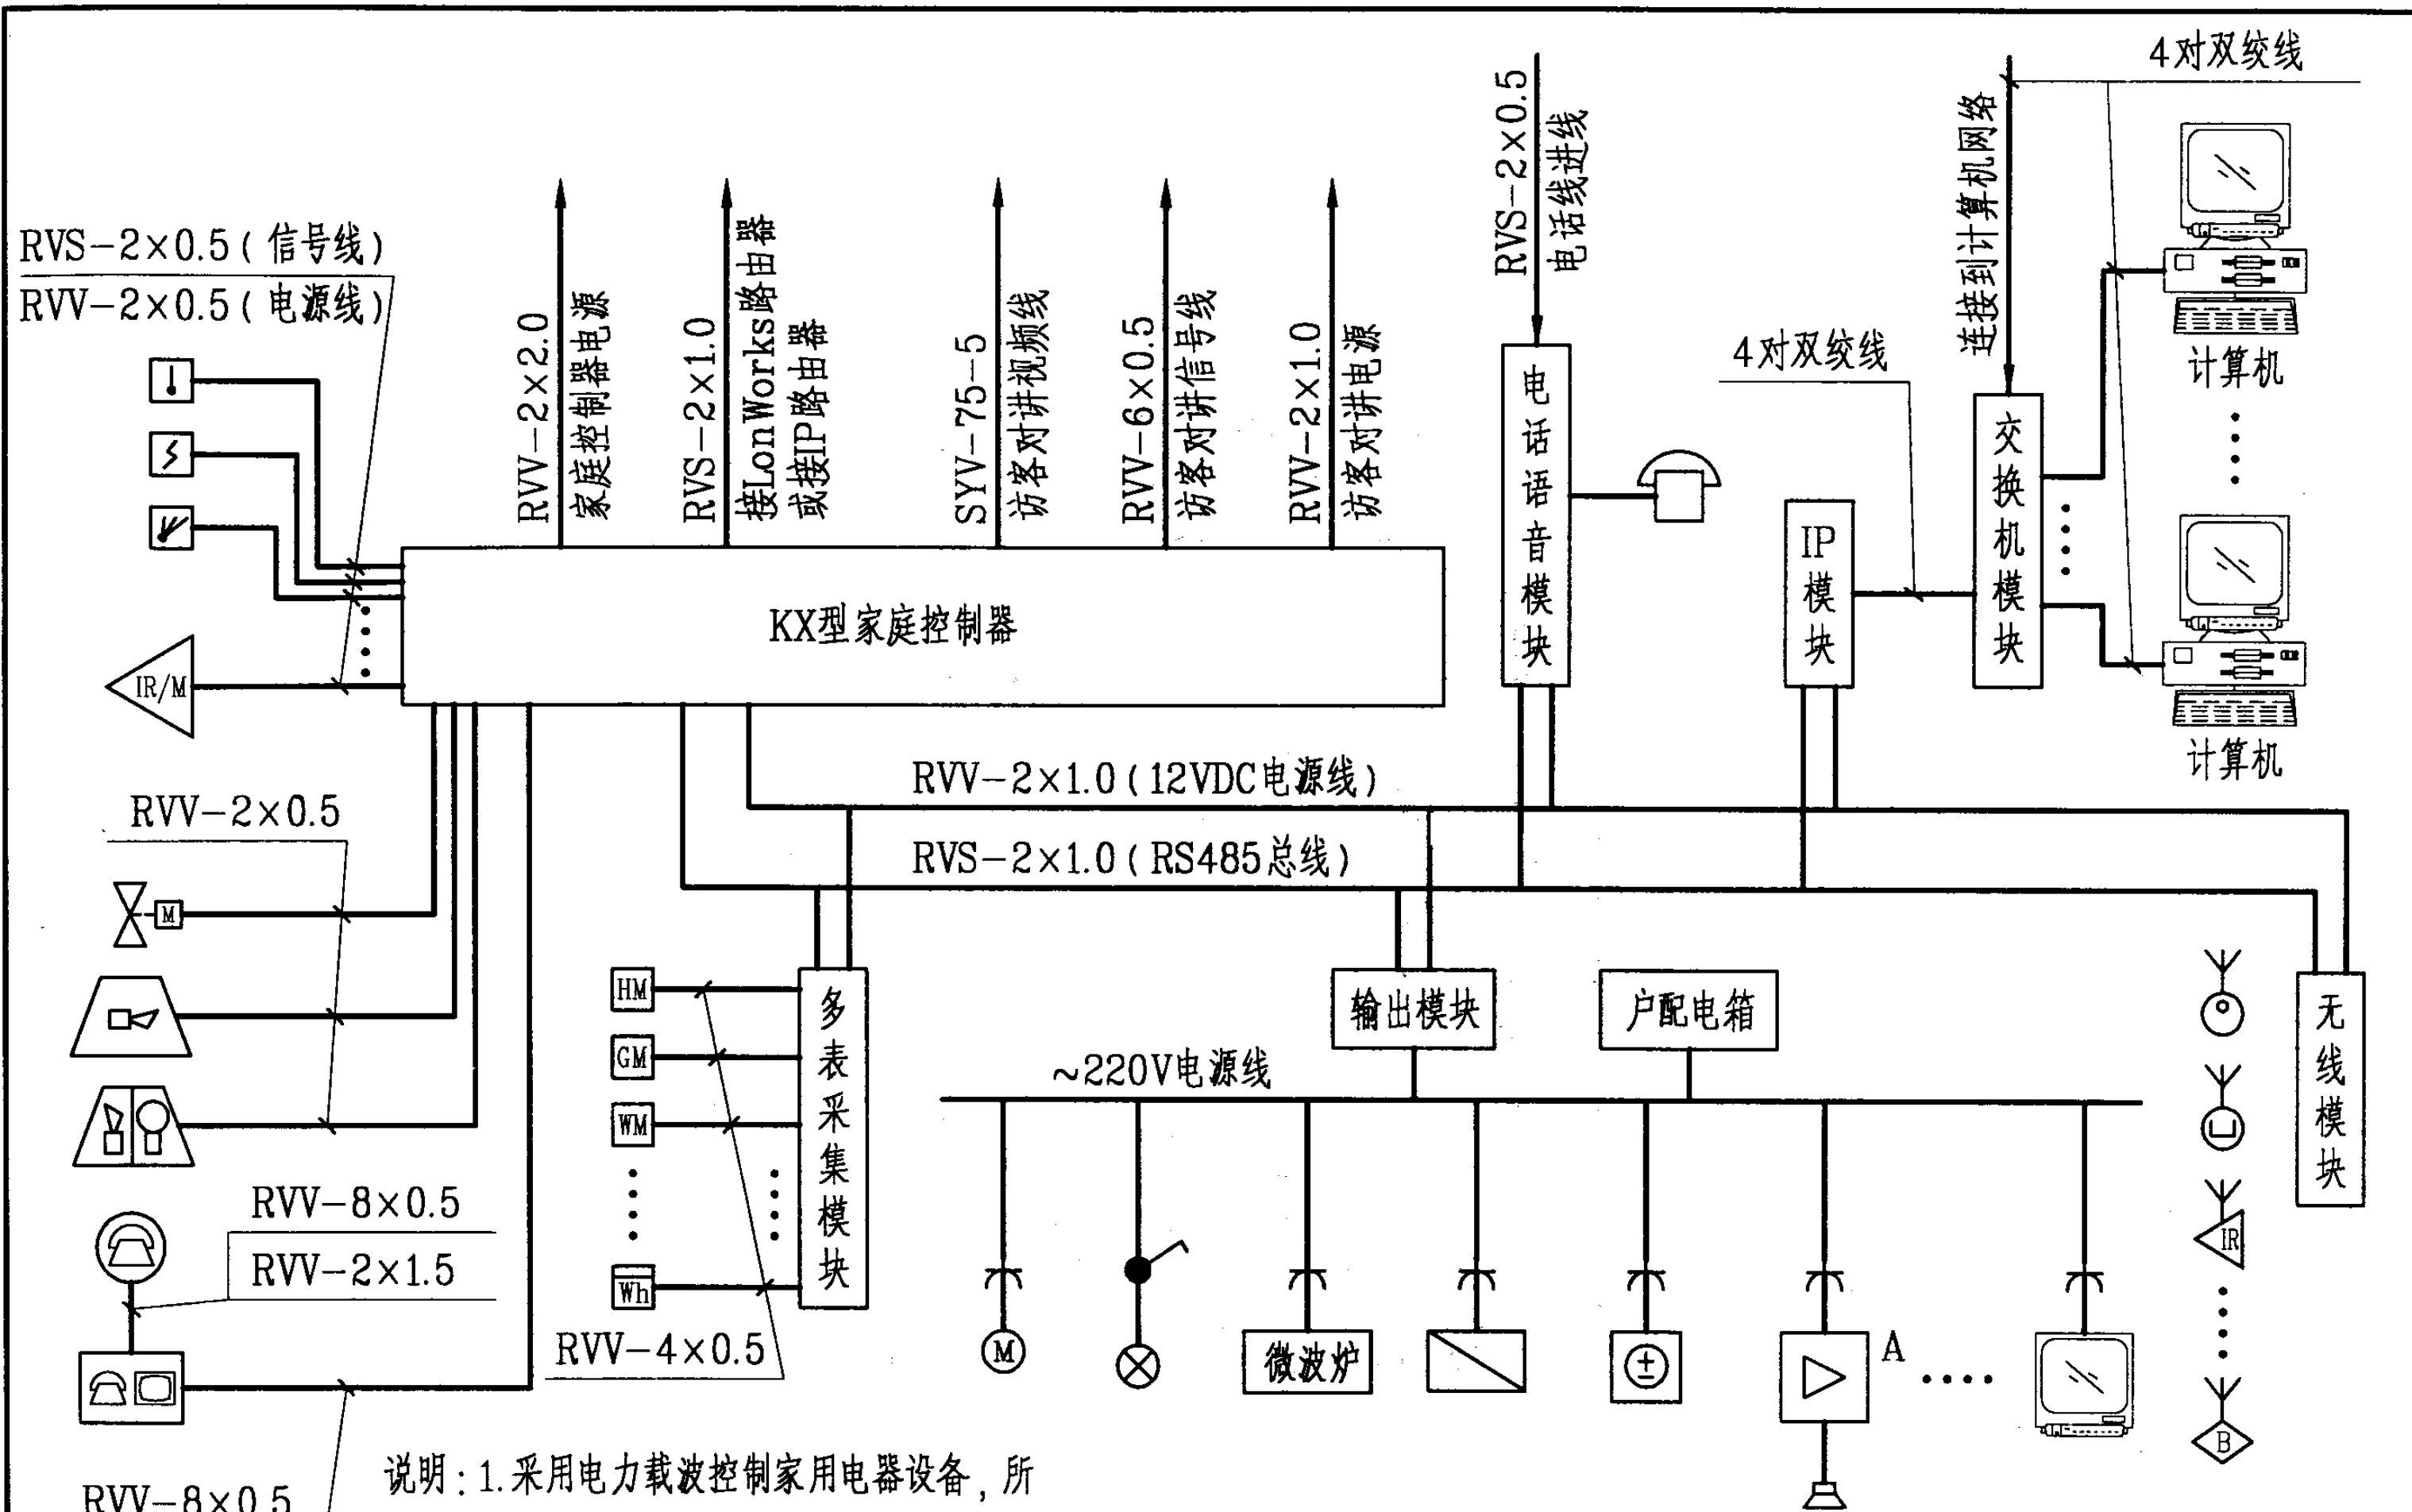 4对双绞线
RVS-2×0.5
电话线进线
连接到计算机网络
RVS-2×0.5(信号线)
RVV-2×0.5(电源线)
RVV-2×2.0
家庭控制器电源
RVS-2×1.0
接LonWorks路由器
或接IP路由器
SYV-75-5
访客对讲视频线
RVV-6×0.5
访客对讲信号线
RVV-2×1.0
访客对讲电源
4对双绞线
计算机
电话语音模块
IP模块
交换机模块
KX型家庭控制器
IR/M
计算机
RVV-2×1.0(12VDC电源线)
RVV-2×0.5
RVS-2×1.0(RS485总线)
M
HM
GM
WM
Wh
多表采集模块
输出模块
户配电箱
无线模块
~220V电源线
RVV-8×0.5
RVV-2×1.5
RVV-4×0.5
M
微波炉
±
A
IR
B
说明:1.采用电力载波控制家用电器设备,所
RVV-8×0.5